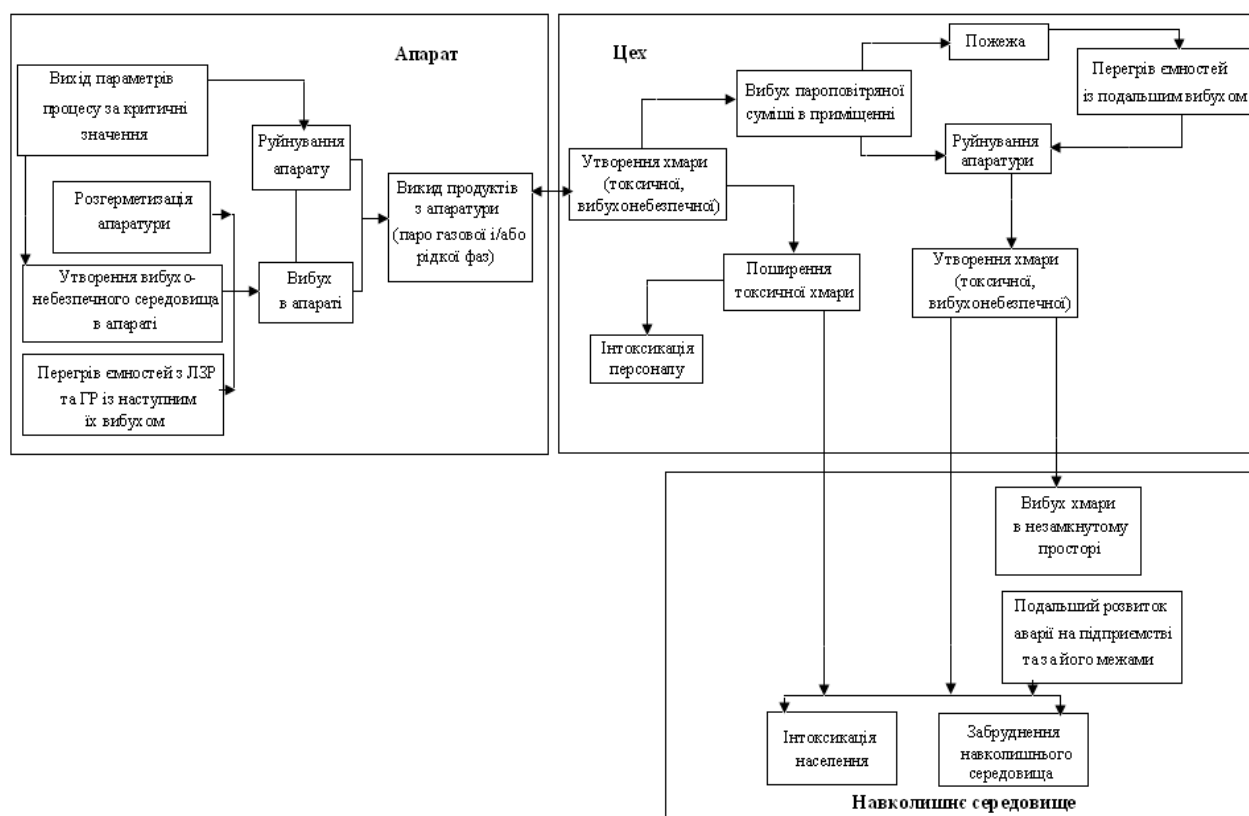 Апарат
Вихід параметрів
процесу за критичні
значення
Руйнування
апарату
Розгерметизація
апаратури
Утворення вибухо-
небезпечного середовища
в апараті
Вибух
в апараті
Перегрів ємностей з ЛЗР
та ГР із наступним
їх вибухом
Викид продуктів
з апаратури
(паро газової і/або
рідкої фаз)
Цех
Пожежа
Перегрів ємностей
із подальшим вибухом
Вибух пароповітряної
суміші в приміщенні
Руйнування
апаратури
Утворення хмари
(токсичної,
вибухонебезпечної)
Поширення
токсичної хмари
Утворення хмари
(токсичної,
вибухонебезпечної)
Інтоксикація
персоналу
Вибух хмари
в незамкнутому
просторі
Подальший розвиток
аварії на підприємстві
та за його межами
Інтоксикація
населення
Забруднення
навколишнього
середовища
Навколишнє середовище